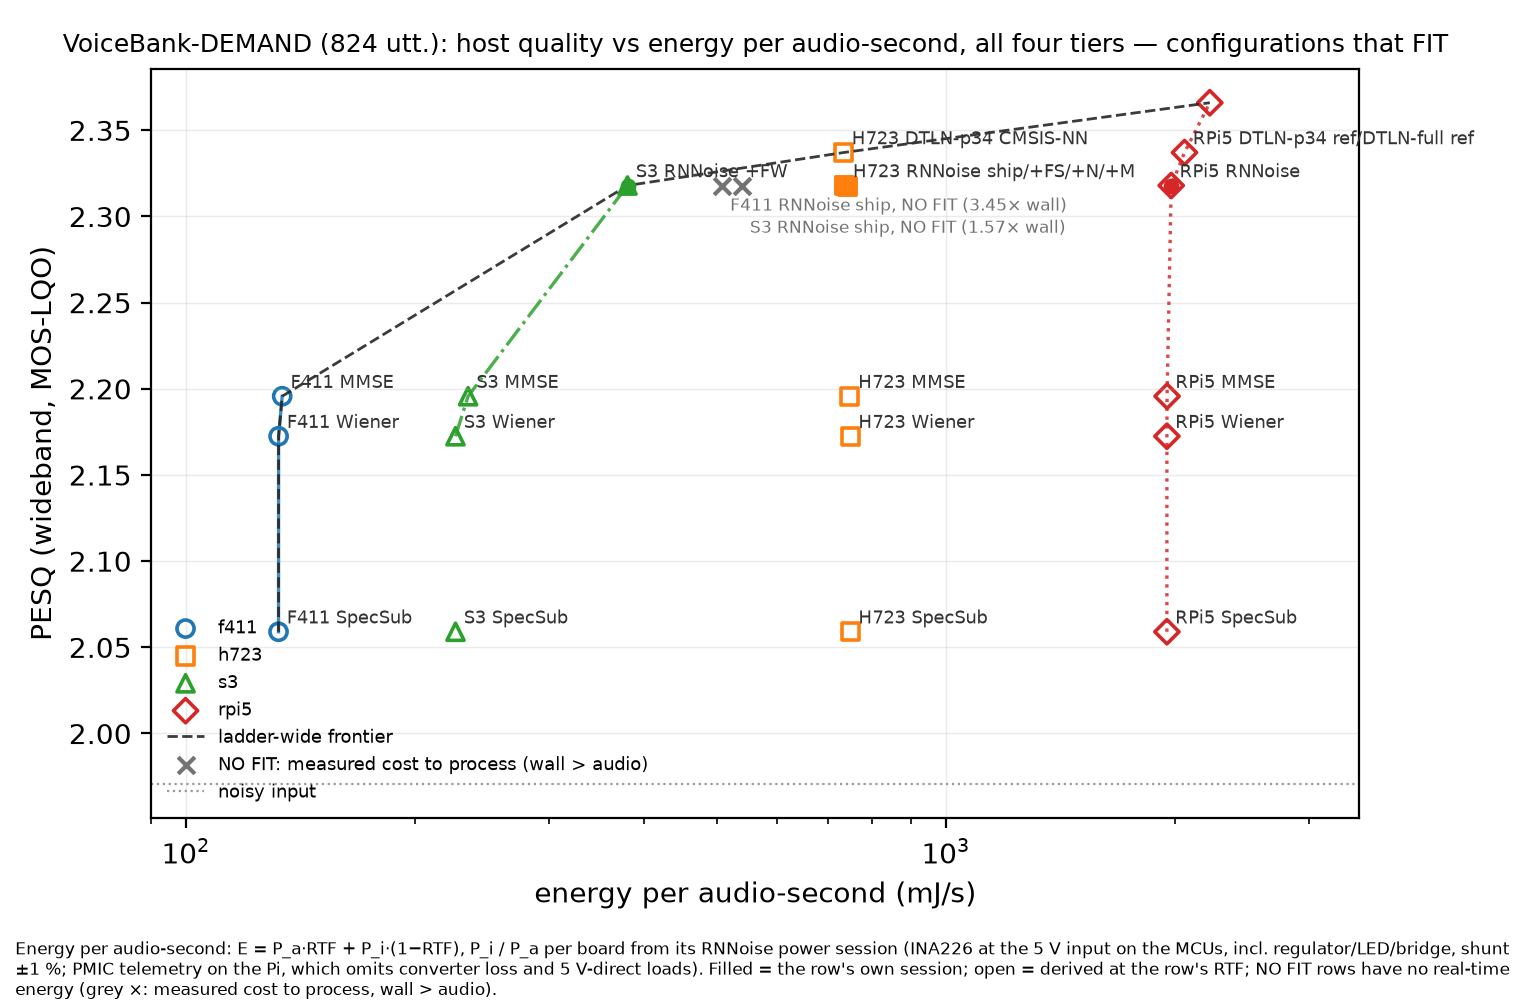 VoiceBank-DEMAND (824 utt.): host quality vs energy per audio-second, all four tiers — configurations that FIT
PESQ (wideband, MOS-LQO)
2.35
2.30
2.25
2.20
2.15
2.10
2.05
2.00
H723 DTLN-p34 CMSIS-NN
RPi5 DTLN-p34 ref/DTLN-full ref
S3 RNNoise +FW
H723 RNNoise ship/+FS/+N/+M
RPi5 RNNoise
F411 RNNoise ship, NO FIT (3.45× wall)
S3 RNNoise ship, NO FIT (1.57× wall)
F411 MMSE
S3 MMSE
H723 MMSE
RPi5 MMSE
F411 Wiener
S3 Wiener
H723 Wiener
RPi5 Wiener
F411 SpecSub
S3 SpecSub
H723 SpecSub
RPi5 SpecSub
f411
h723
s3
rpi5
ladder-wide frontier
NO FIT: measured cost to process (wall > audio)
noisy input
10²
10³
energy per audio-second (mJ/s)
Energy per audio-second: E = P_a·RTF + P_i·(1−RTF), P_i / P_a per board from its RNNoise power session (INA226 at the 5 V input on the MCUs, incl. regulator/LED/bridge, shunt
±1 %; PMIC telemetry on the Pi, which omits converter loss and 5 V-direct loads). Filled = the row's own session; open = derived at the row's RTF; NO FIT rows have no real-time
energy (grey ×: measured cost to process, wall > audio).